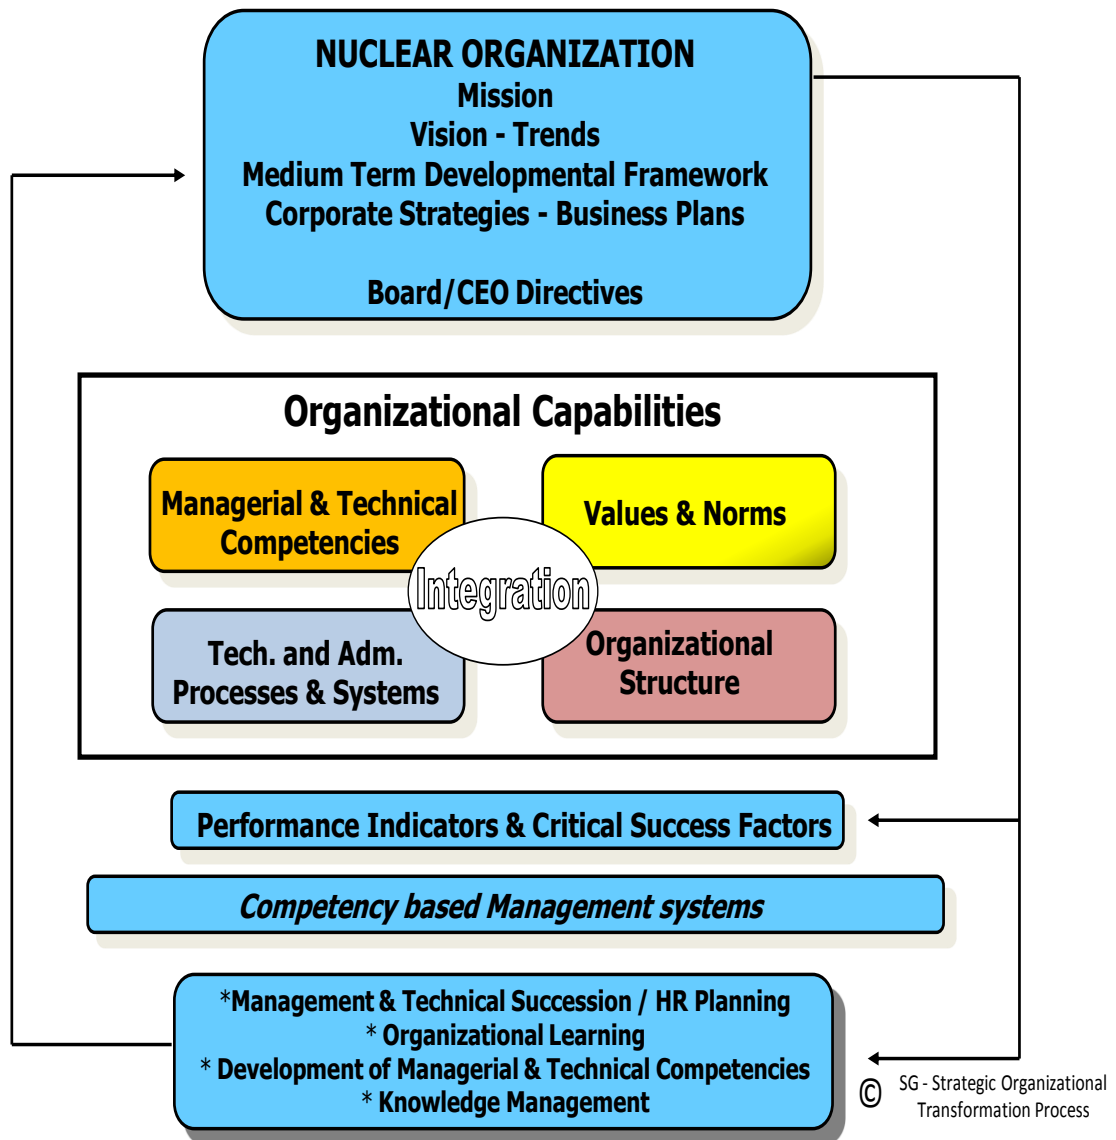 NUCLEAR ORGANIZATION
Mission
Vision - Trends
Medium Term Developmental Framework
Corporate Strategies - Business Plans
Board/CEO Directives
Organizational Capabilities
Managerial & Technical
Competencies
Values & Norms
Integration
Tech. and Adm.
Processes & Systems
Organizational
Structure
Performance Indicators & Critical Success Factors
Competency based Management systems
*Management & Technical Succession / HR Planning
* Organizational Learning
* Development of Managerial & Technical Competencies
* Knowledge Management
© SG - Strategic Organizational
Transformation Process